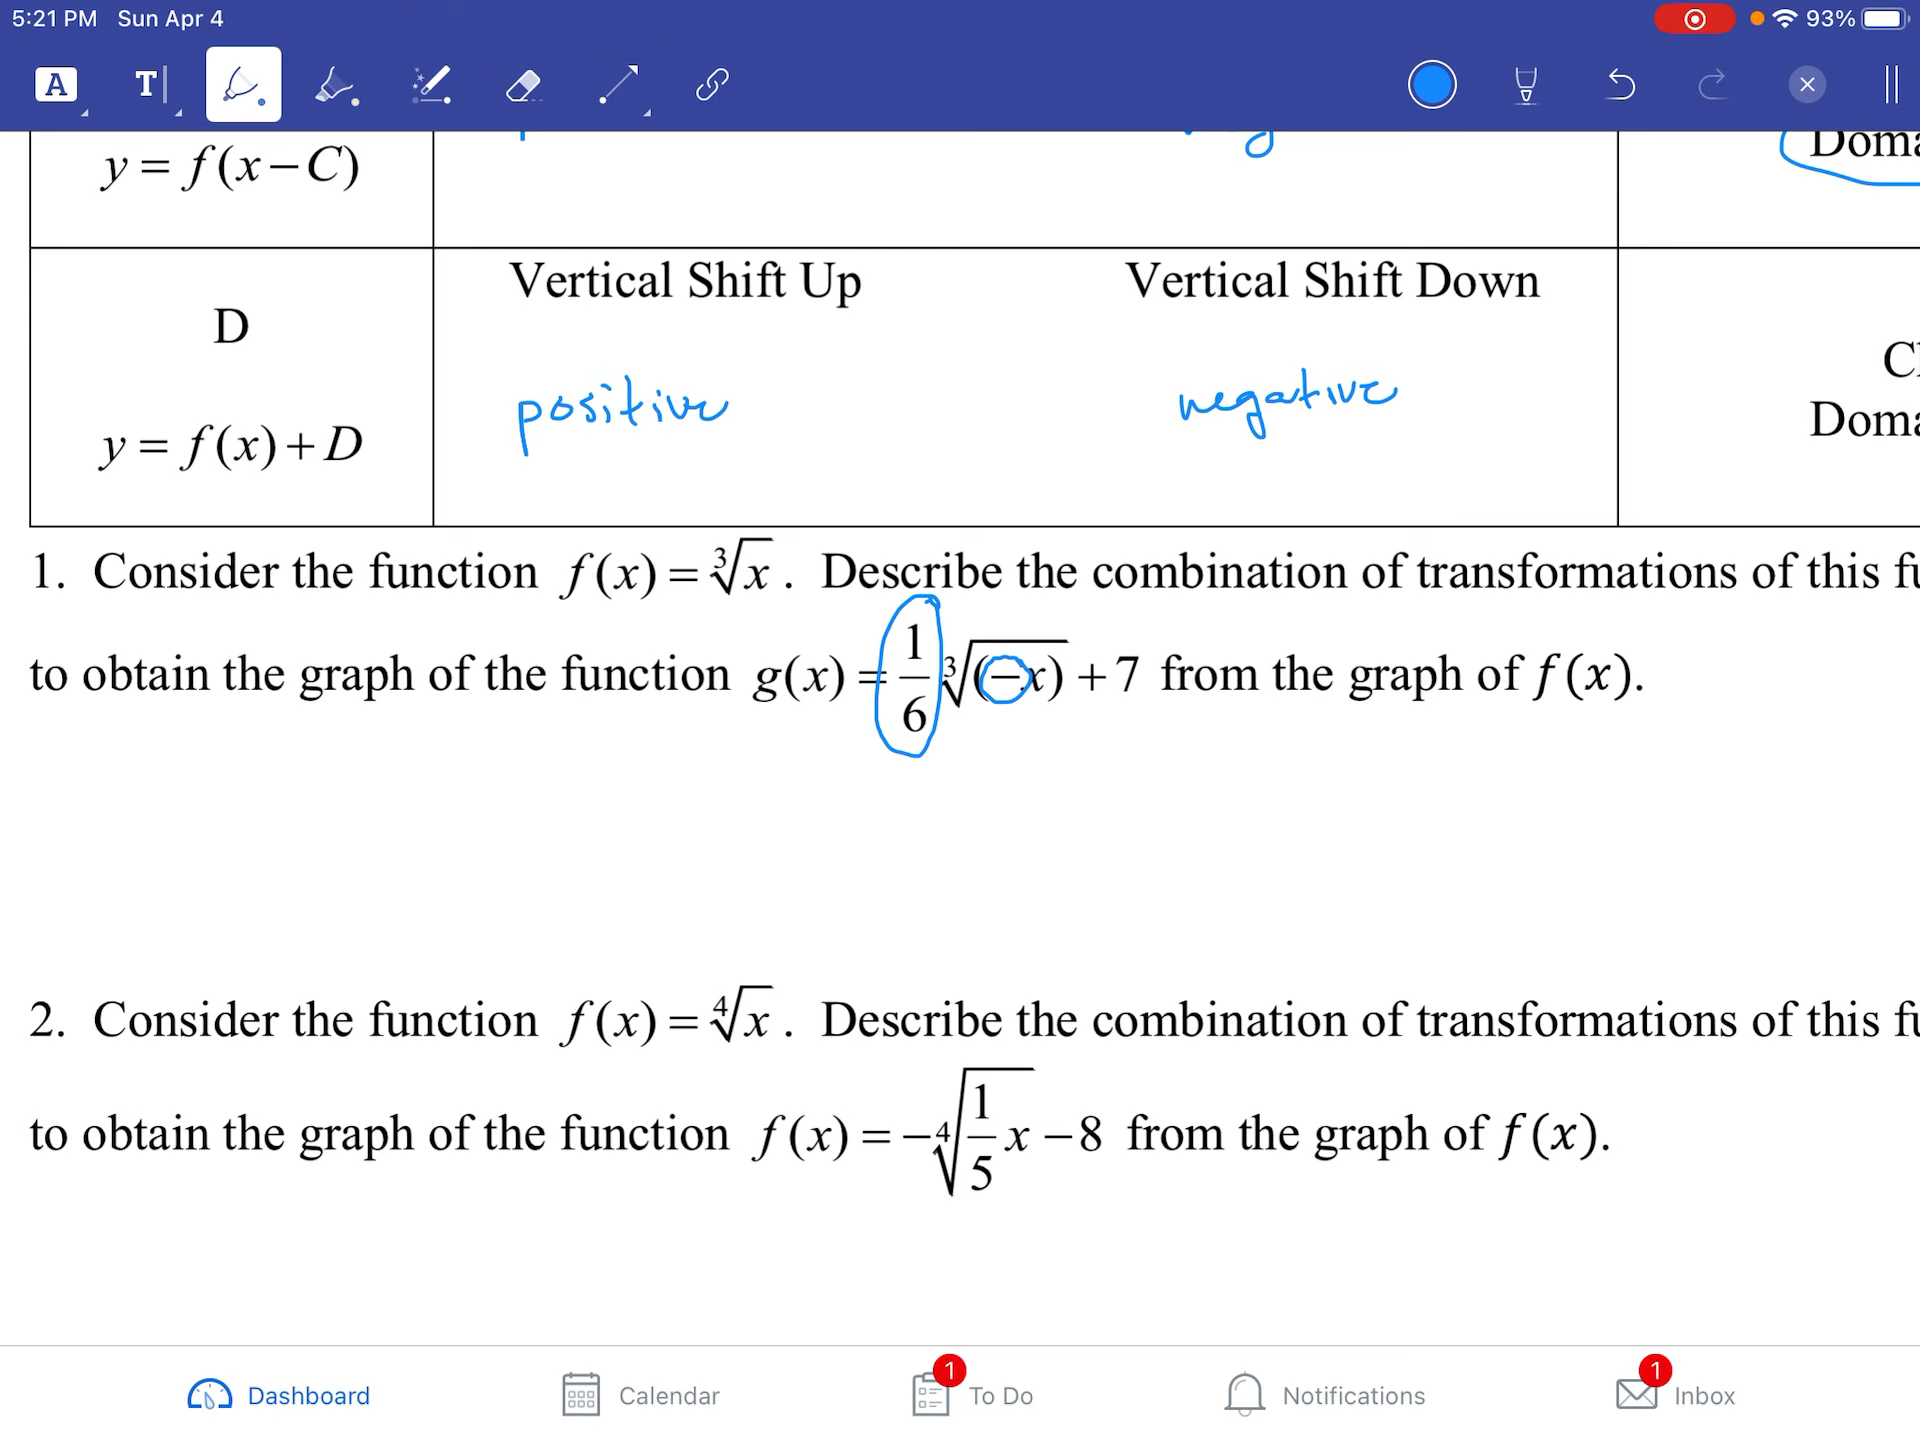 5:21 PM Sun Apr 4
93%
A
T
y = f(x − C)
Doma
Vertical Shift Up
Vertical Shift Down
D
positive
negative
y = f(x) + D
Doma
1. Consider the function f(x) = ∛x. Describe the combination of transformations of this fu
to obtain the graph of the function g(x) = 1/6 ∛(−x) + 7 from the graph of f(x).
2. Consider the function f(x) = ∜x. Describe the combination of transformations of this fu
to obtain the graph of the function f(x) = −∜(1/5 x) − 8 from the graph of f(x).
Dashboard
Calendar
1
To Do
Notifications
1
Inbox